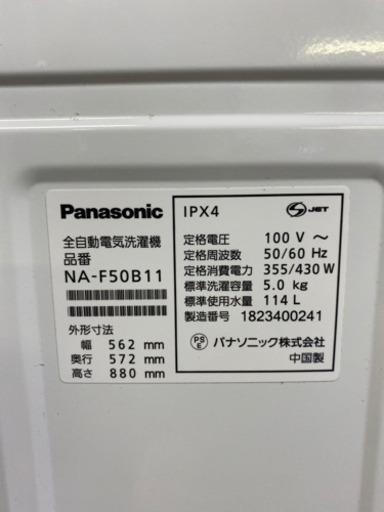 Panasonic
全自動電気洗濯機
品番
NA-F50B11
外形寸法
幅 562 mm
奥行 572 mm
高さ 880 mm
IPX4
S JET
定格電圧 100 V ～
定格周波数 50/60 Hz
定格消費電力 355/430 W
標準洗濯容量 5.0 kg
標準使用水量 114 L
製造番号 1823400241
PS E パナソニック株式会社
中国製